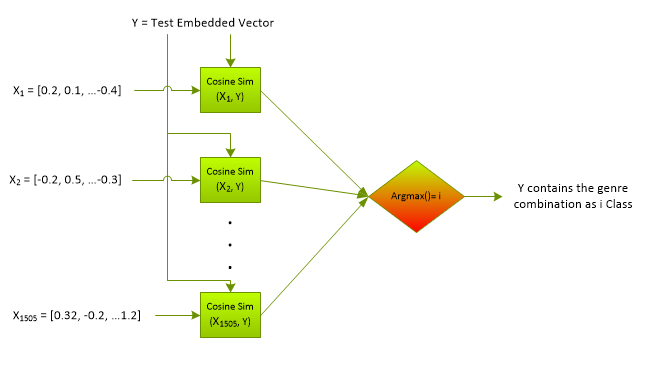 Y = Test Embedded Vector
X1 = [0.2, 0.1, ...-0.4]
Cosine Sim
(X1, Y)
X2 = [-0.2, 0.5, ...-0.3]
Cosine Sim
(X2, Y)
Argmax()= i
Y contains the genre
combination as i Class
X1505 = [0.32, -0.2, ...1.2]
Cosine Sim
(X1505, Y)